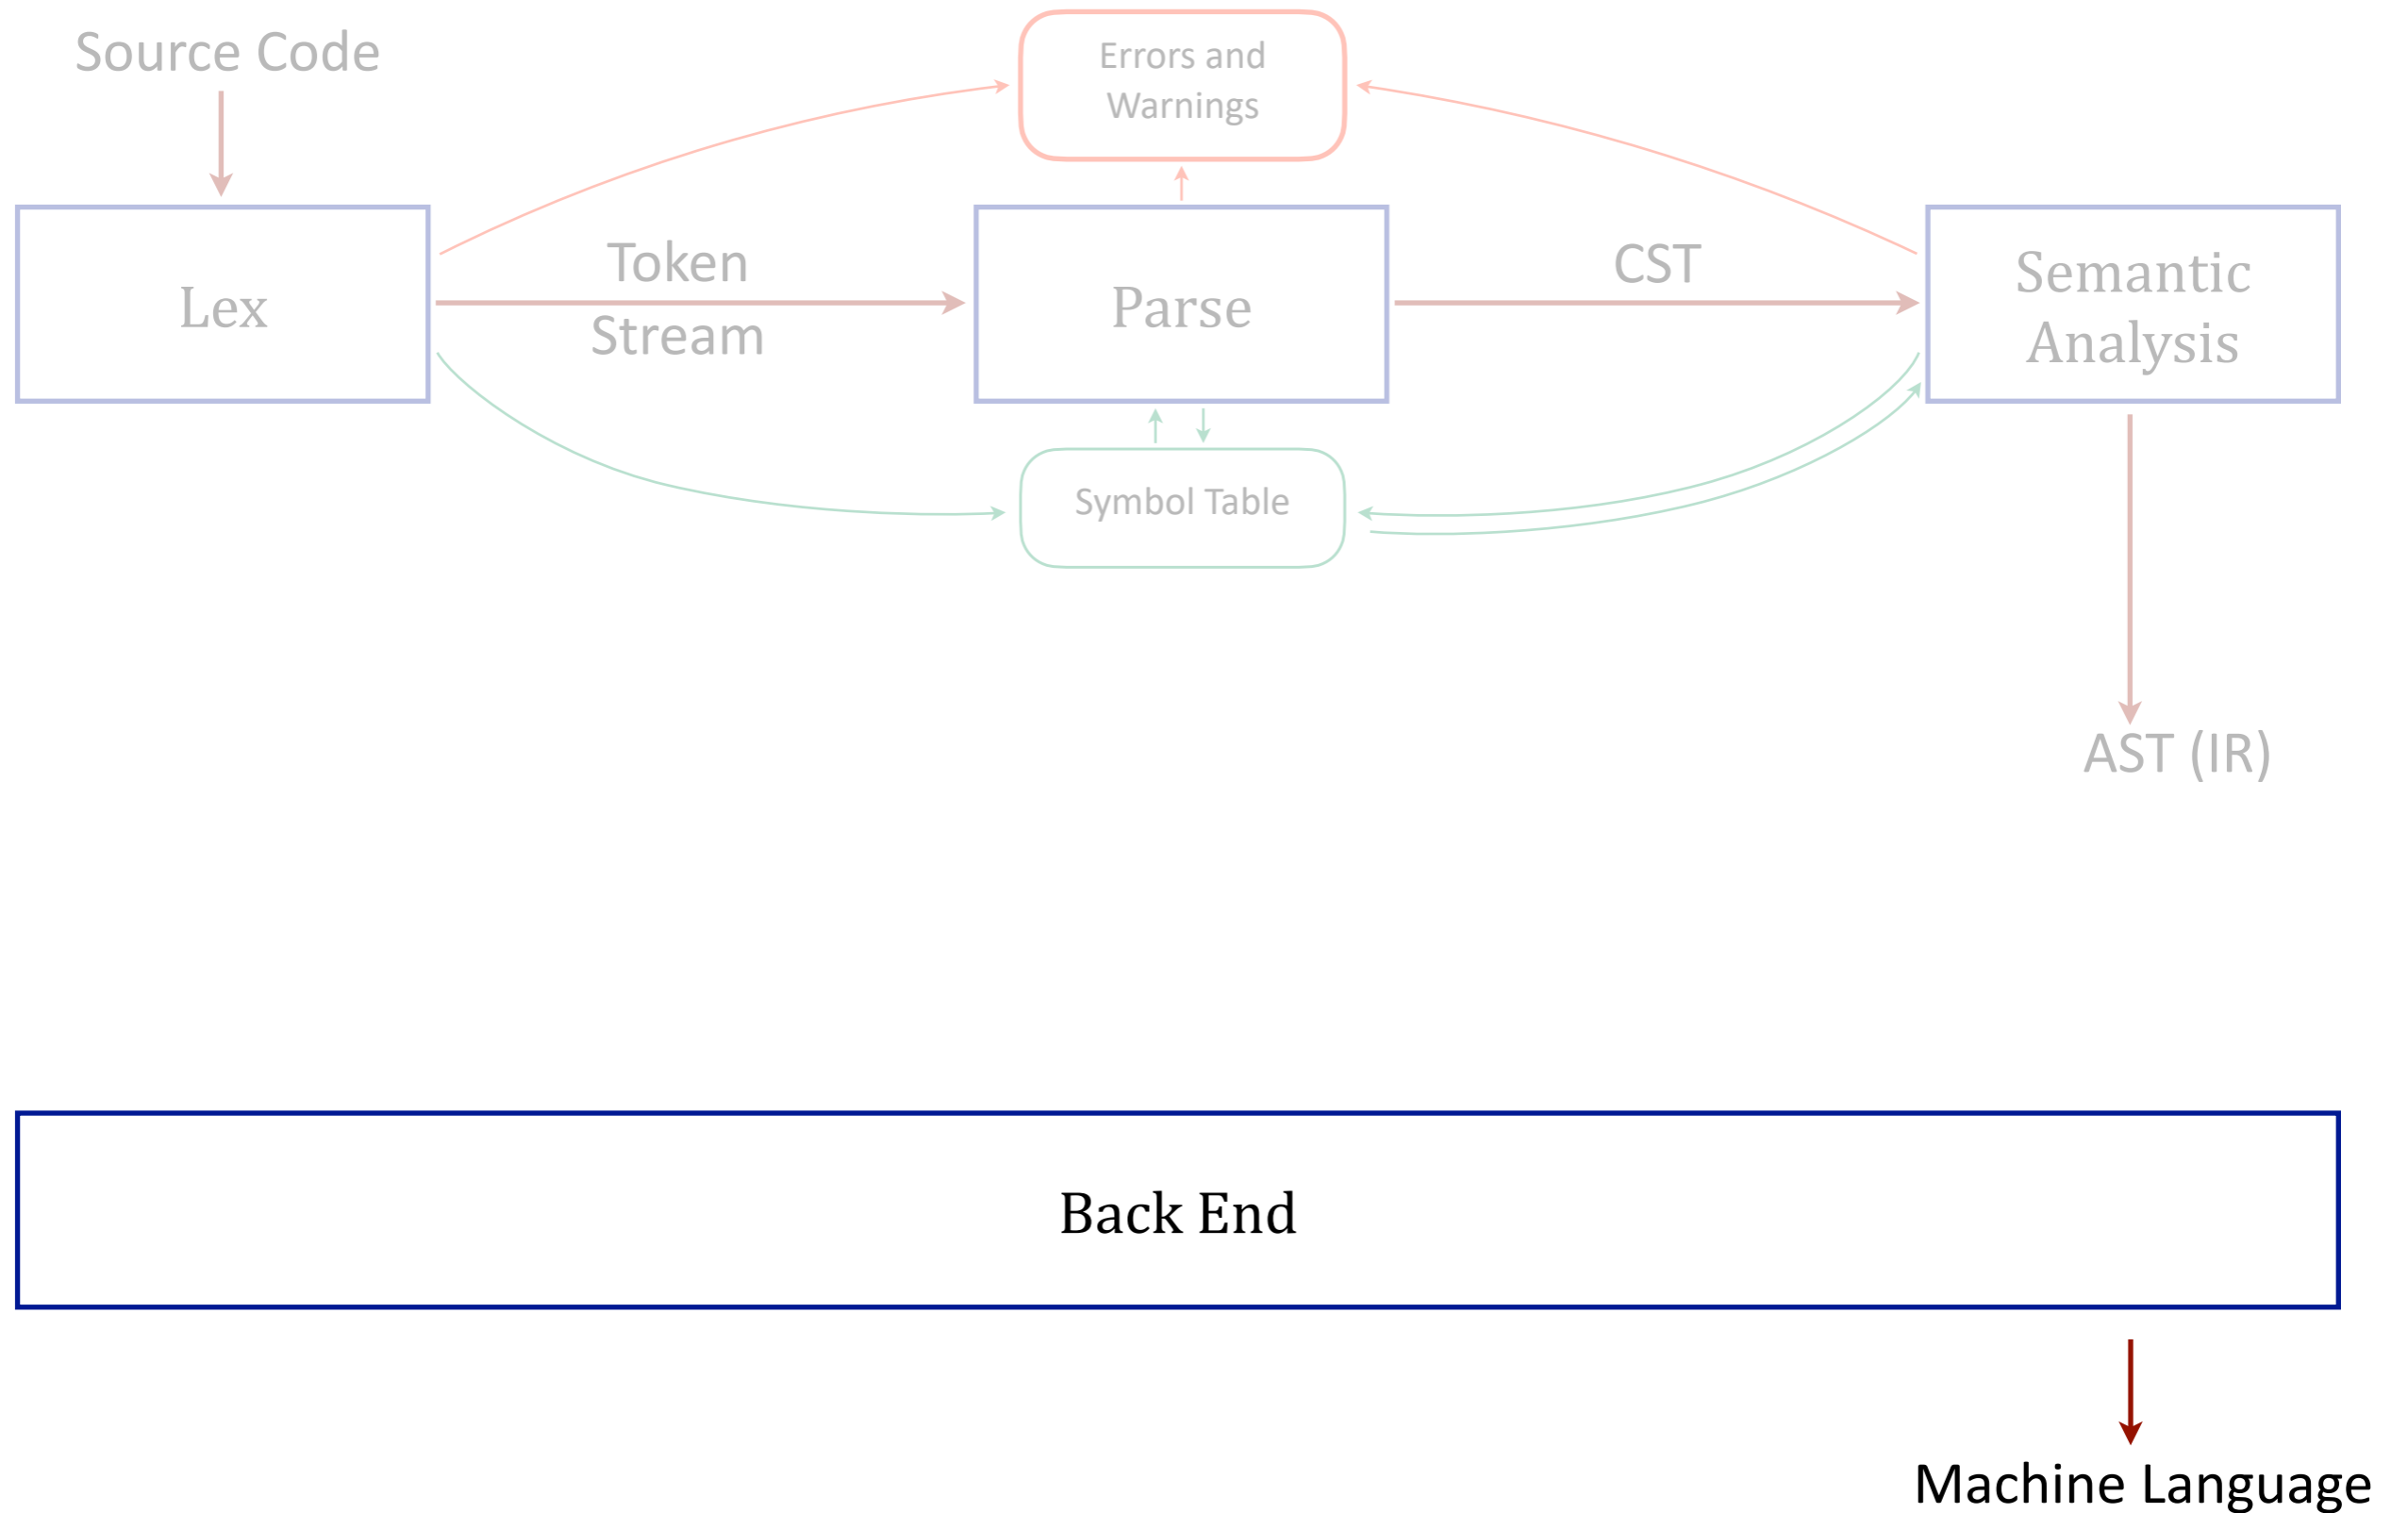 Source Code
Errors and
Warnings
Lex
Token
Stream
Parse
CST
Semantic
Analysis
Symbol Table
AST (IR)
Back End
Machine Language